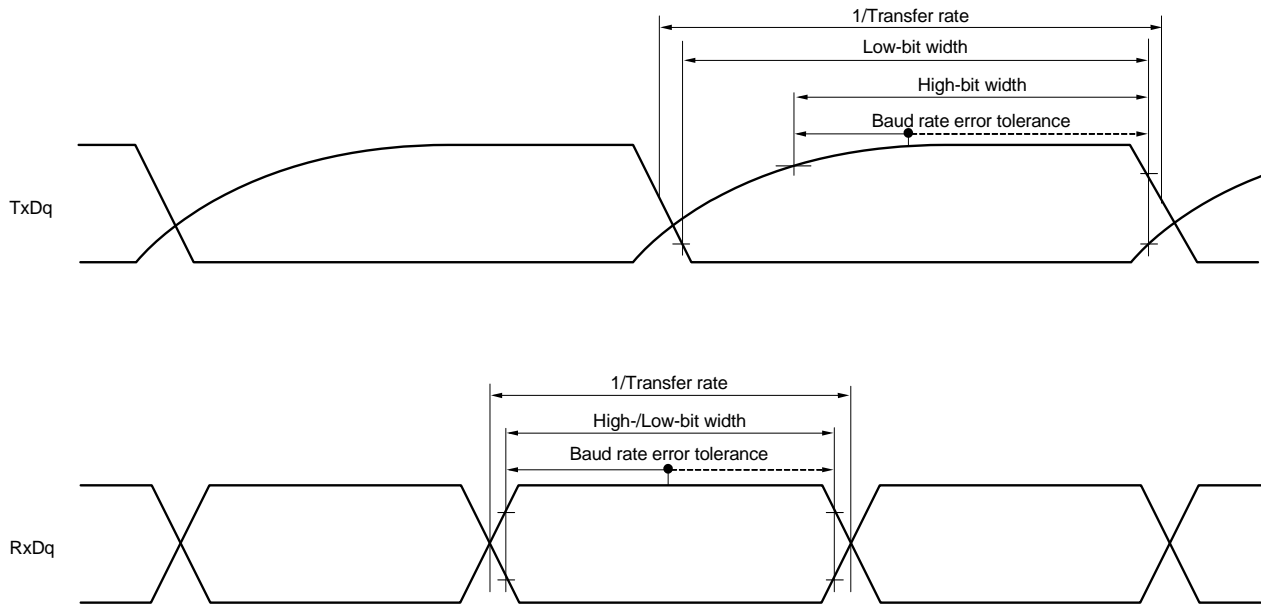 1/Transfer rate
Low-bit width
High-bit width
Baud rate error tolerance
TxDq
1/Transfer rate
High-/Low-bit width
Baud rate error tolerance
RxDq